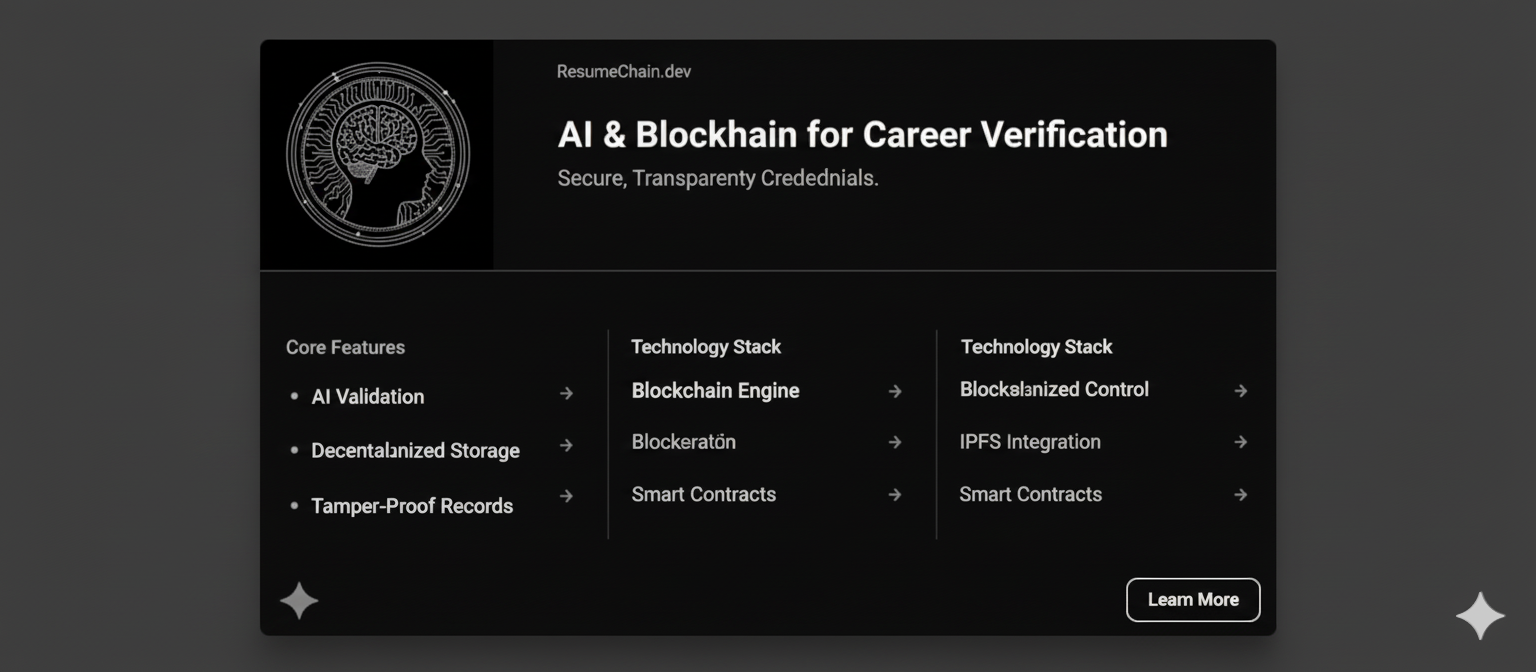 ResumeChain.dev
AI & Blockhain for Career Verification
Secure, Transparenty Credednials.
Core Features
• AI Validation →
• Decentalanized Storage →
• Tamper-Proof Records →
Technology Stack
Blockchain Engine →
Blockeratön →
Smart Contracts →
Technology Stack
Blockslanized Control →
IPFS Integration →
Smart Contracts →
Leam More